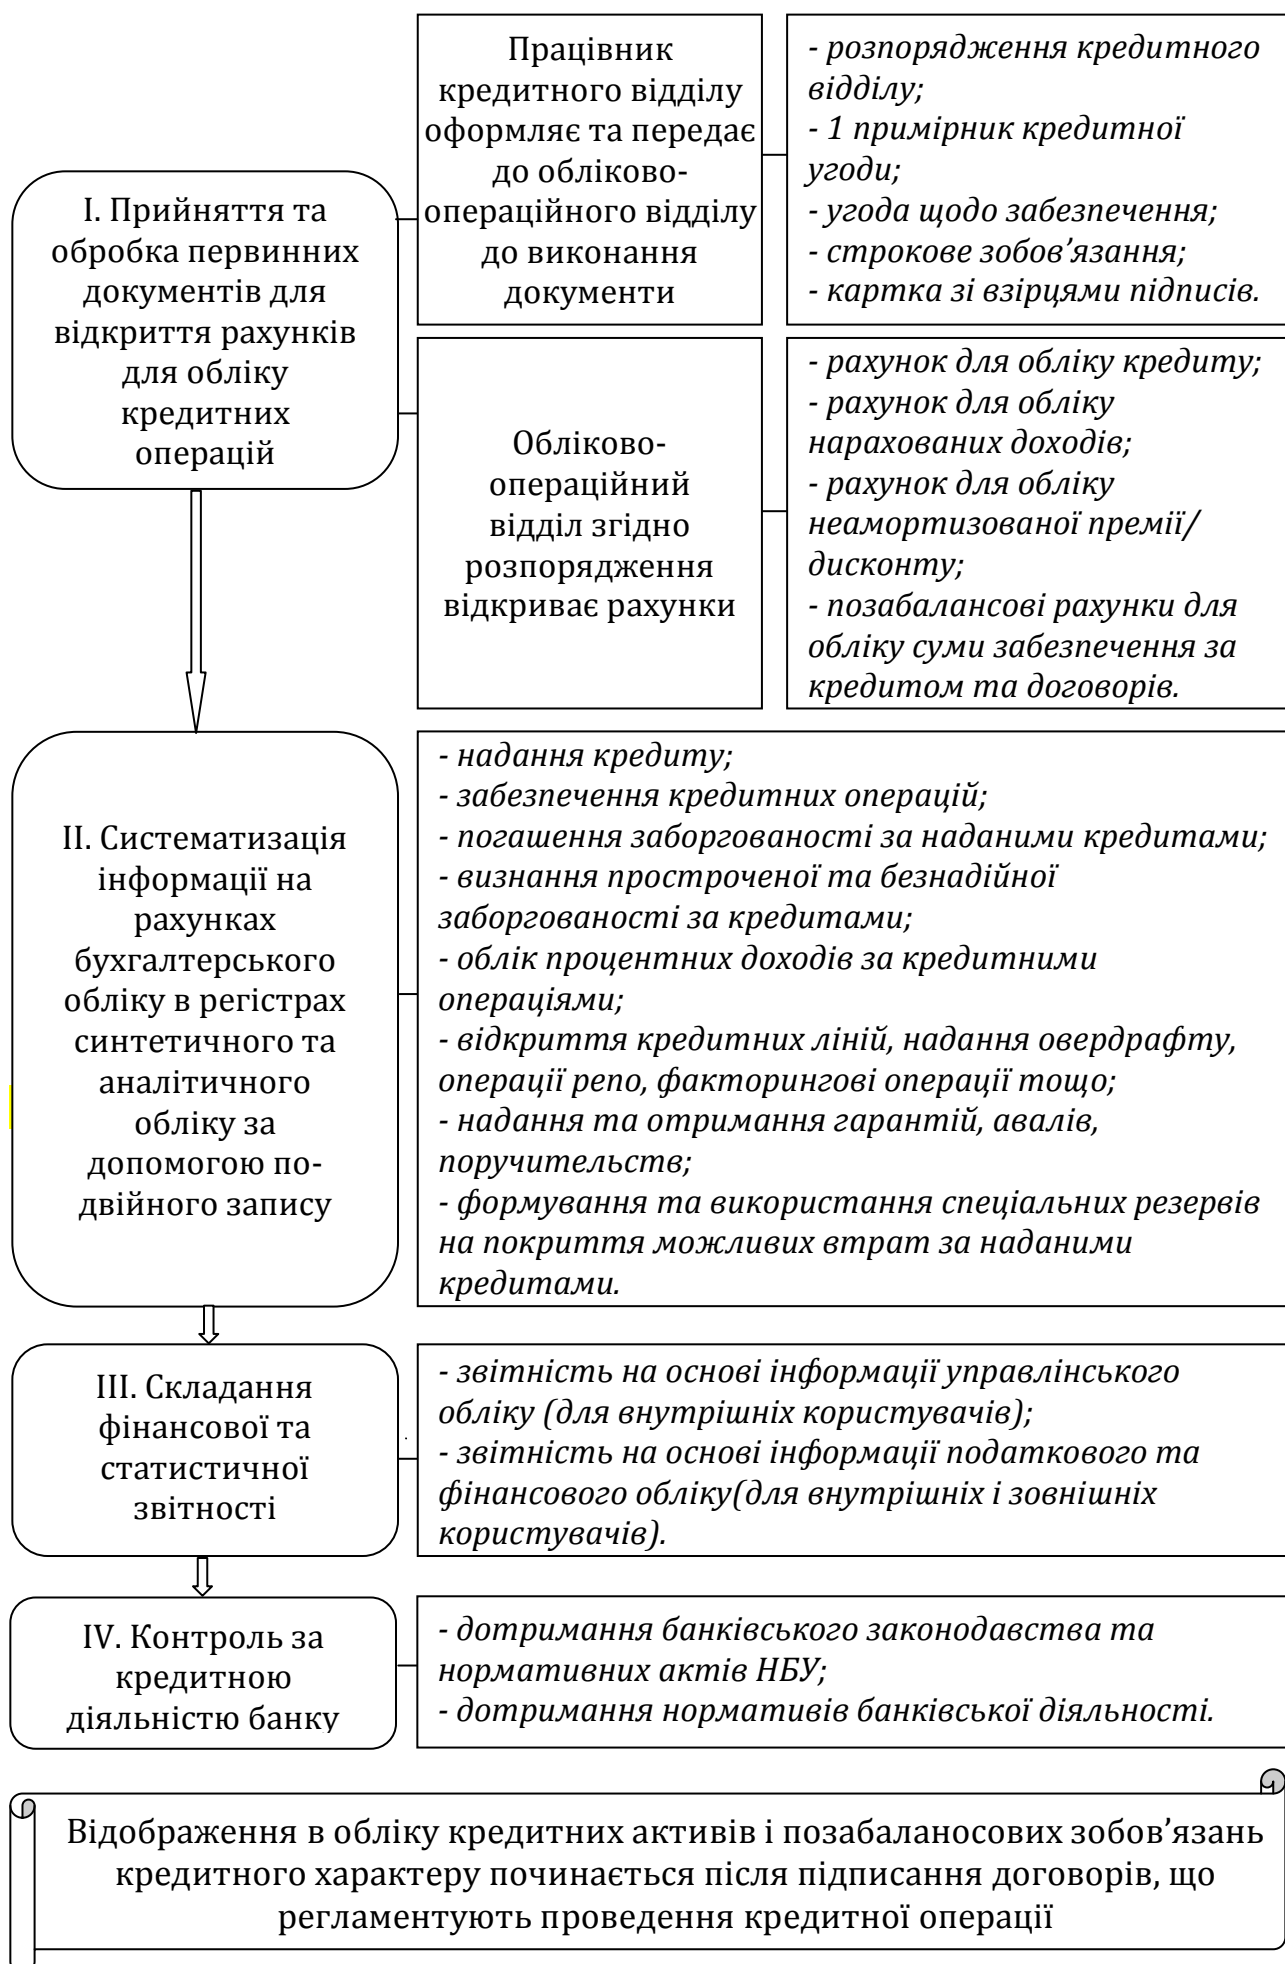 І. Прийняття та
обробка первинних
документів для
відкриття рахунків
для обліку
кредитних
операцій
Працівник
кредитного відділу
оформляє та передає
до обліково-
операційного відділу
до виконання
документи
- розпорядження кредитного
відділу;
- 1 примірник кредитної
угоди;
- угода щодо забезпечення;
- строкове зобов’язання;
- картка зі взірцями підписів.
Обліково-
операційний
відділ згідно
розпорядження
відкриває рахунки
- рахунок для обліку кредиту;
- рахунок для обліку
нарахованих доходів;
- рахунок для обліку
неамортизованої премії/
дисконту;
- позабалансові рахунки для
обліку суми забезпечення за
кредитом та договорів.
ІІ. Систематизація
інформації на
рахунках
бухгалтерського
обліку в регістрах
синтетичного та
аналітичного
обліку за
допомогою по-
двійного запису
- надання кредиту;
- забезпечення кредитних операцій;
- погашення заборгованості за наданими кредитами;
- визнання простроченої та безнадійної
заборгованості за кредитами;
- облік процентних доходів за кредитними
операціями;
- відкриття кредитних ліній, надання овердрафту,
операції репо, факторингові операції тощо;
- надання та отримання гарантій, авалів,
поручительств;
- формування та використання спеціальних резервів
на покриття можливих втрат за наданими
кредитами.
ІІІ. Складання
фінансової та
статистичної
звітності
- звітність на основі інформації управлінського
обліку (для внутрішніх користувачів);
- звітність на основі інформації податкового та
фінансового обліку(для внутрішніх і зовнішніх
користувачів).
IV. Контроль за
кредитною
діяльністю банку
- дотримання банківського законодавства та
нормативних актів НБУ;
- дотримання нормативів банківської діяльності.
Відображення в обліку кредитних активів і позабаланосових зобов’язань
кредитного характеру починається після підписання договорів, що
регламентують проведення кредитної операції